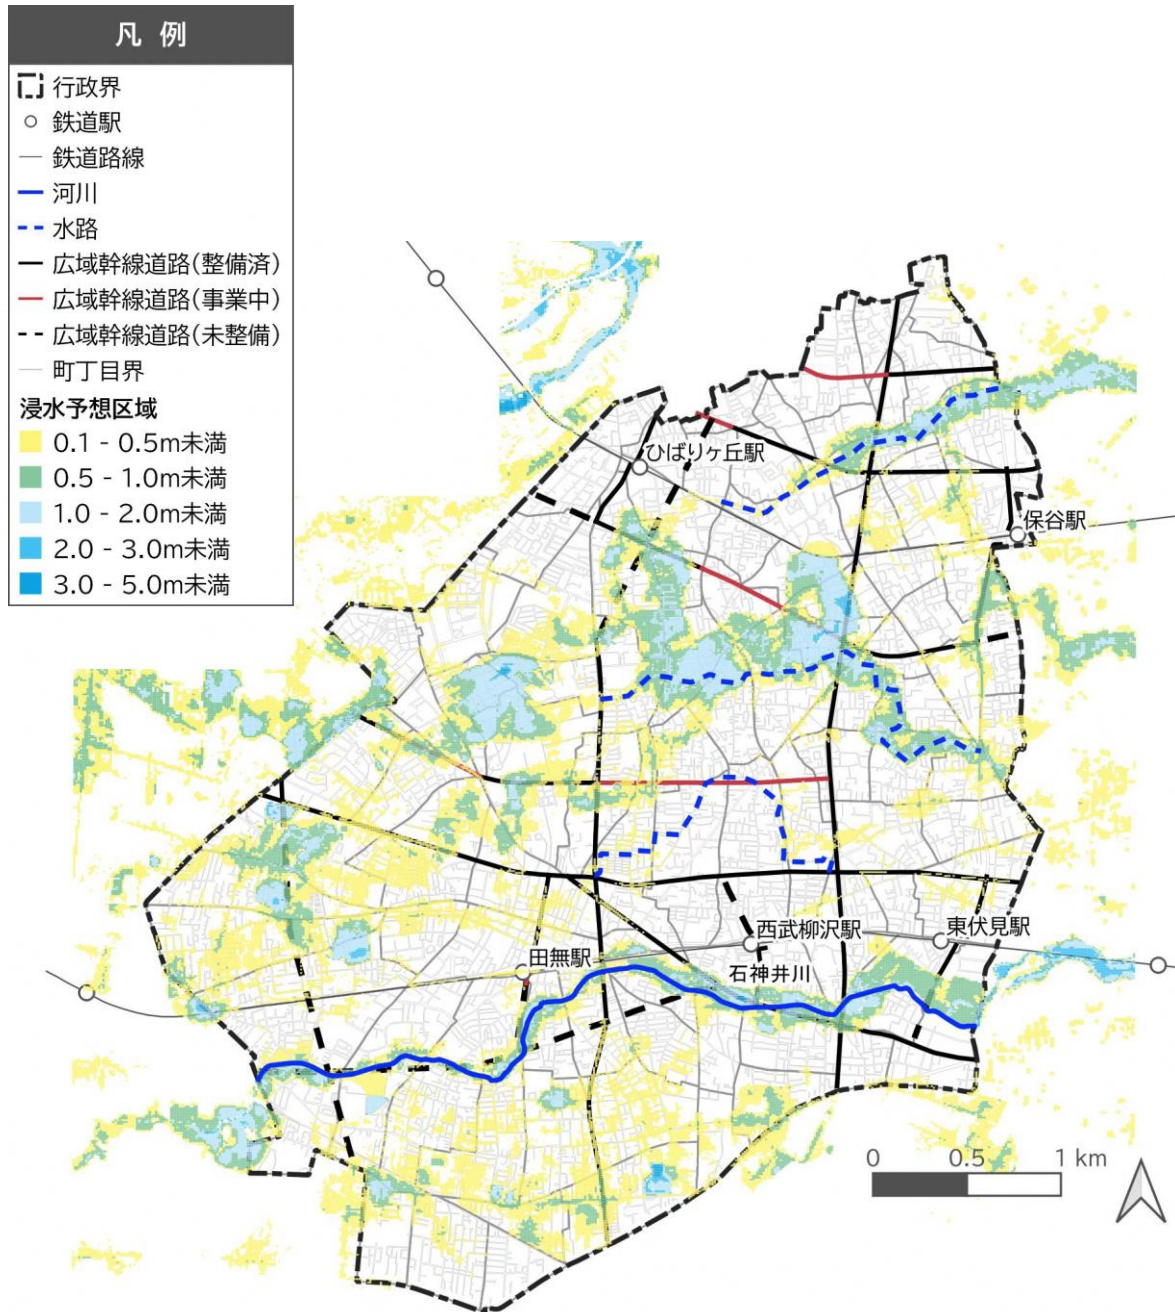 凡 例
行政界
鉄道駅
鉄道路線
河川
水路
広域幹線道路(整備済)
広域幹線道路(事業中)
広域幹線道路(未整備)
町丁目界
浸水予想区域
0.1 - 0.5m未満
0.5 - 1.0m未満
1.0 - 2.0m未満
2.0 - 3.0m未満
3.0 - 5.0m未満
ひばりヶ丘駅
保谷駅
西武柳沢駅
東伏見駅
田無駅
石神井川
0 0.5 1 km